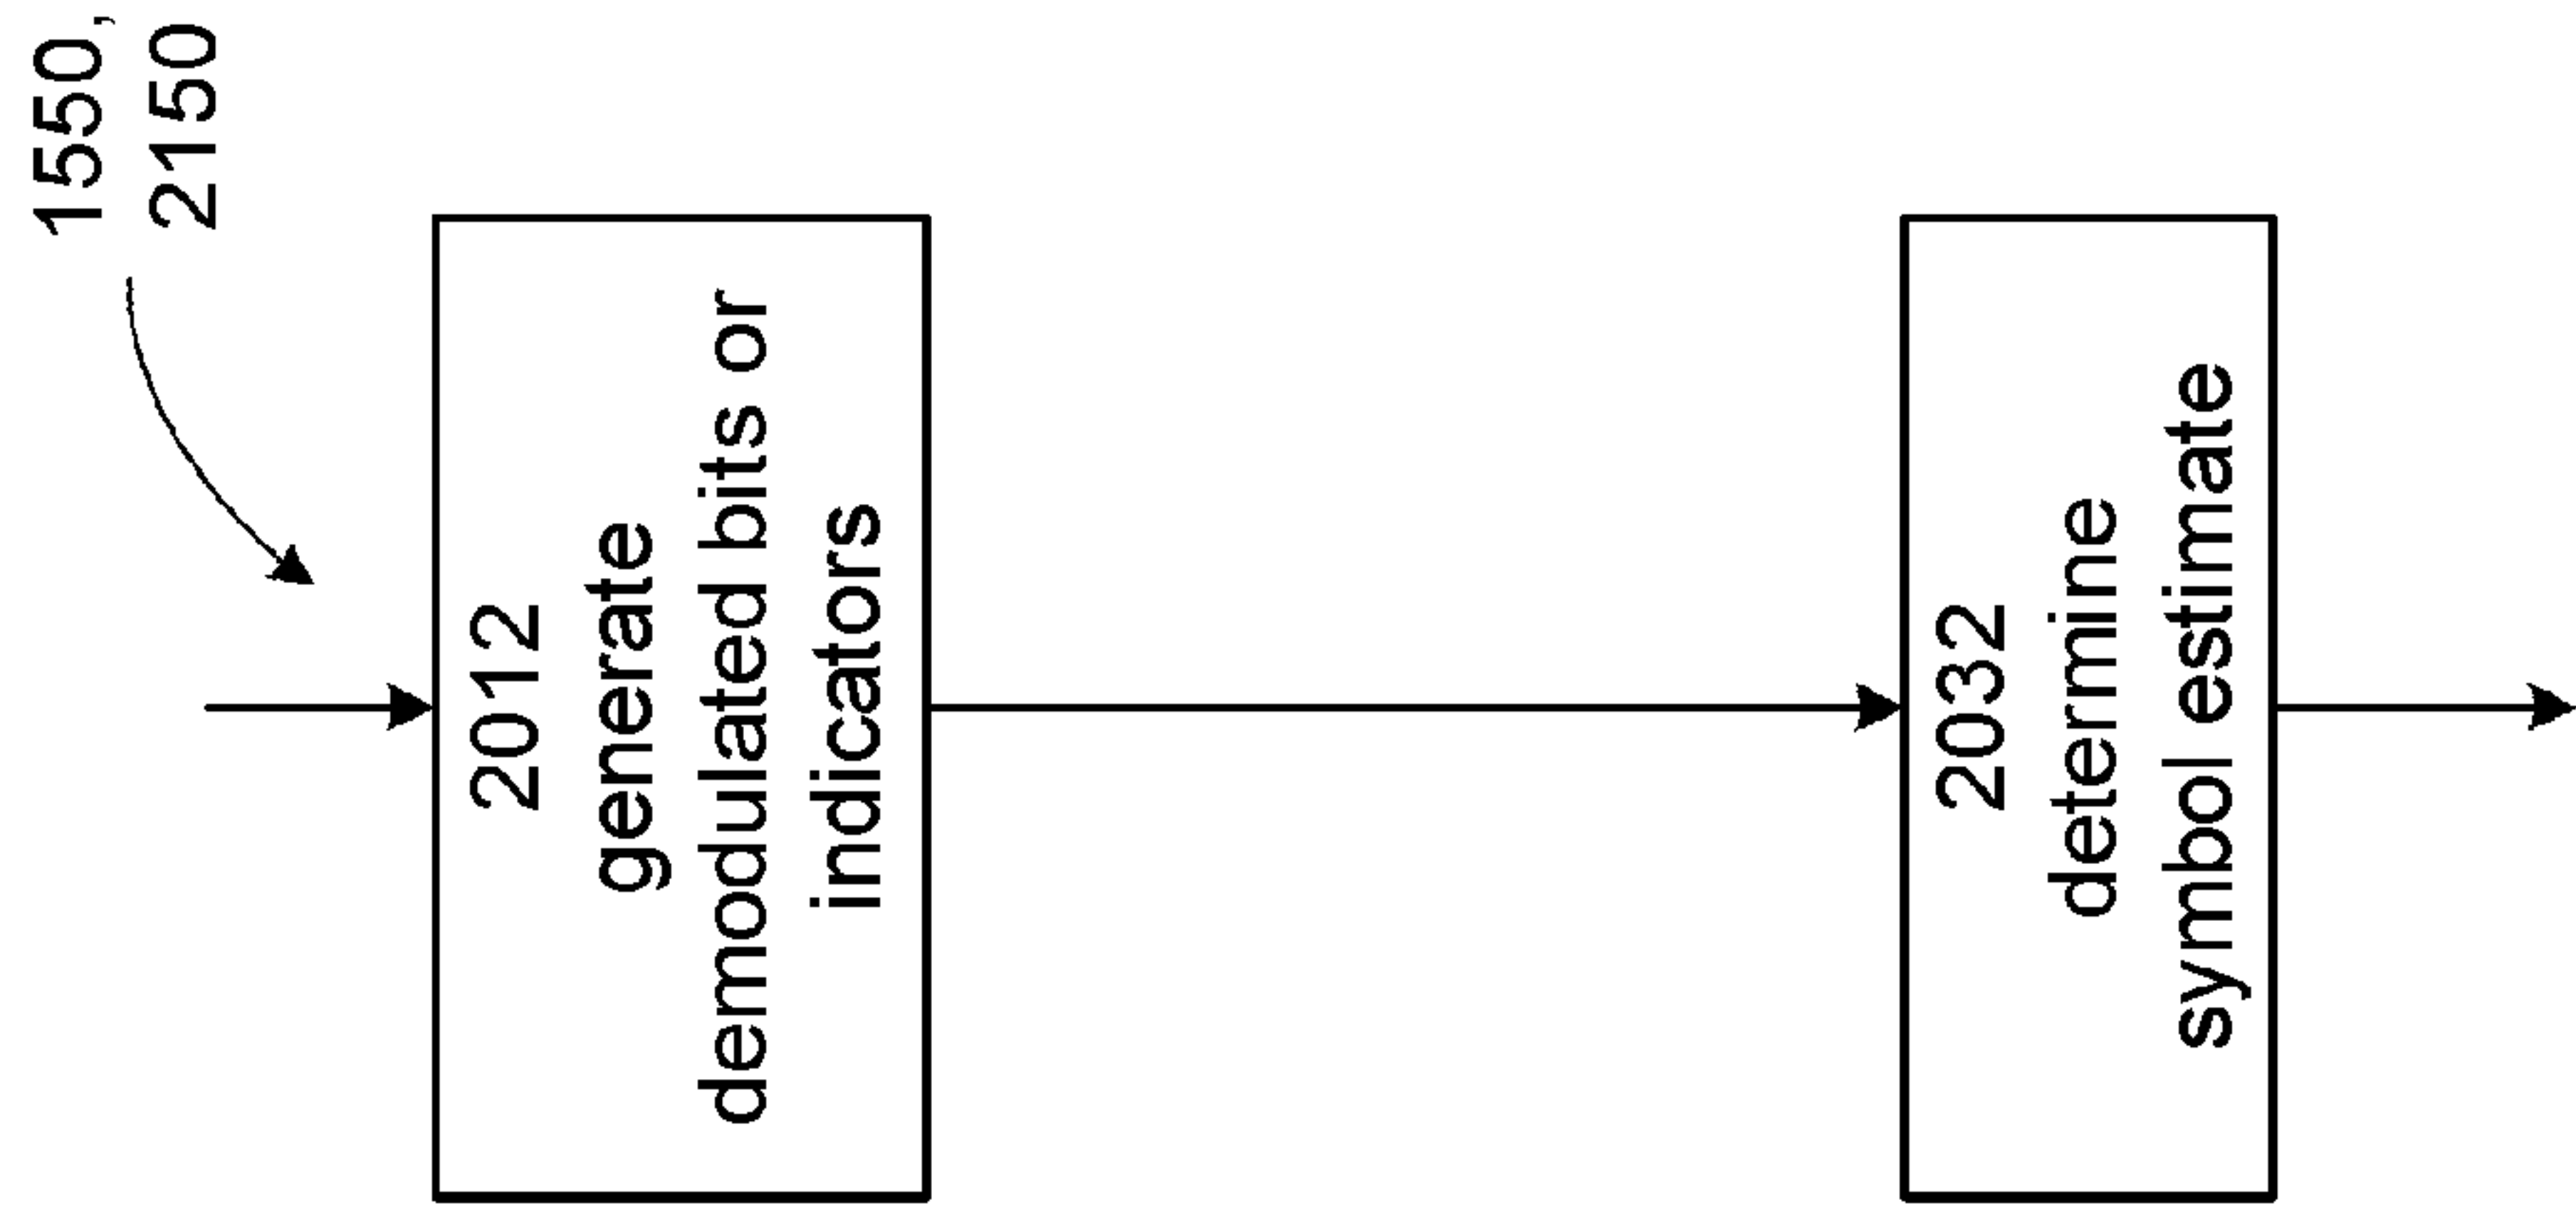 1550,
2150
2012
generate
demodulated bits or
indicators
2032
determine
symbol estimate